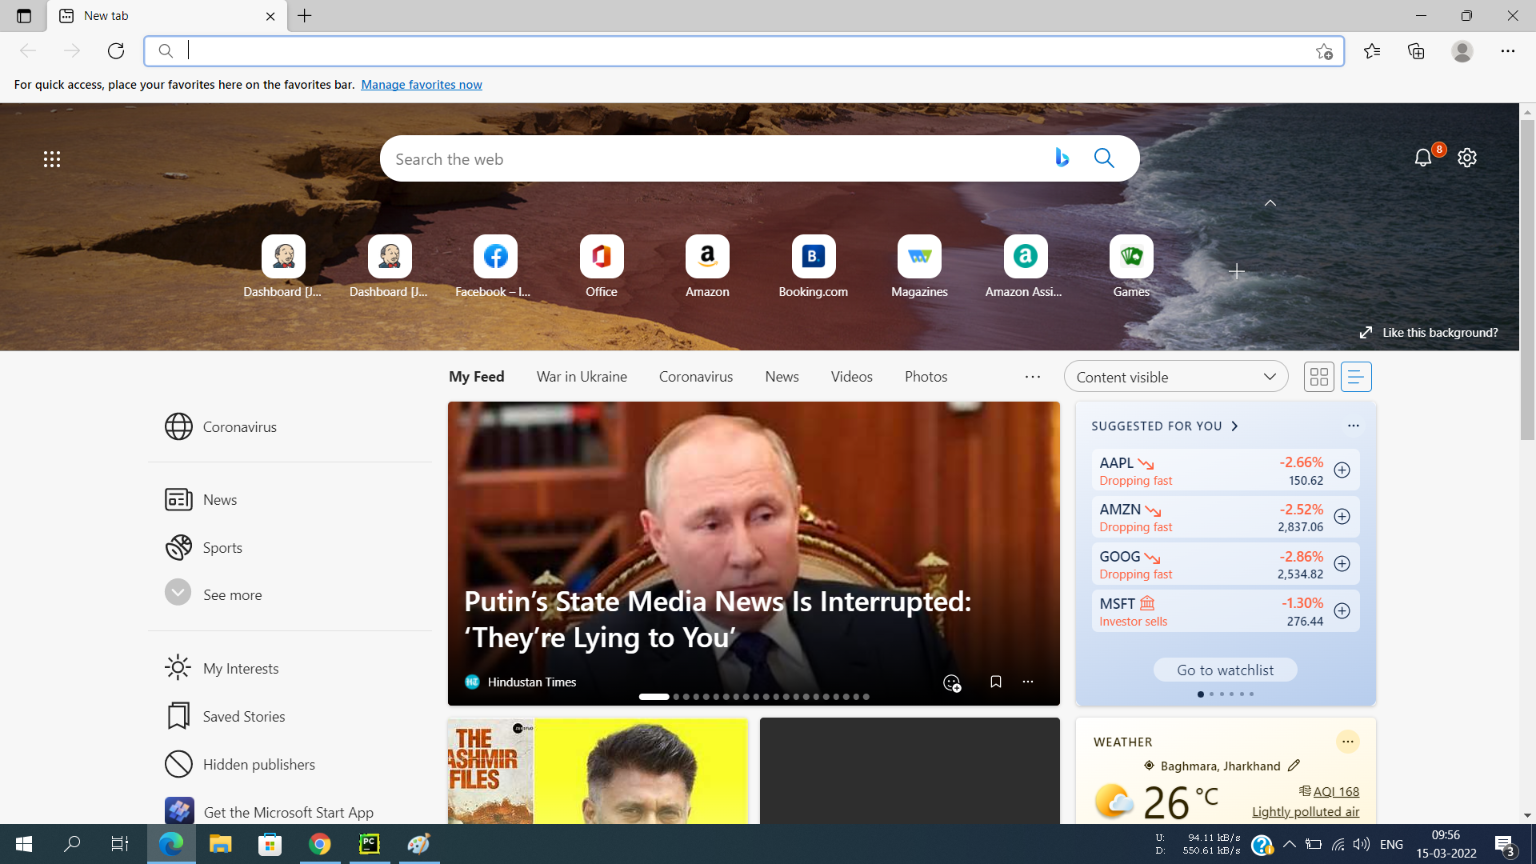 New tab
For quick access, place your favorites here on the favorites bar. Manage favorites now
Search the web
8
Dashboard [J...
Dashboard [J...
Facebook – I...
Office
Amazon
Booking.com
Magazines
Amazon Assi...
Games
Like this background?
My Feed
War in Ukraine
Coronavirus
News
Videos
Photos
Content visible
Coronavirus
News
Sports
See more
My Interests
Saved Stories
Hidden publishers
Get the Microsoft Start App
Putin's State Media News Is Interrupted:
‘They're Lying to You’
Hindustan Times
SUGGESTED FOR YOU
AAPL -2.66%
Dropping fast 150.62
AMZN -2.52%
Dropping fast 2,837.06
GOOG -2.86%
Dropping fast 2,534.82
MSFT -1.30%
Investor sells 276.44
Go to watchlist
THE
KASHMIR
FILES
WEATHER
Baghmara, Jharkhand
26 °C
AQI 168
Lightly polluted air
U: 94.11 kB/s
D: 550.61 kB/s
ENG
09:56
15-03-2022
3